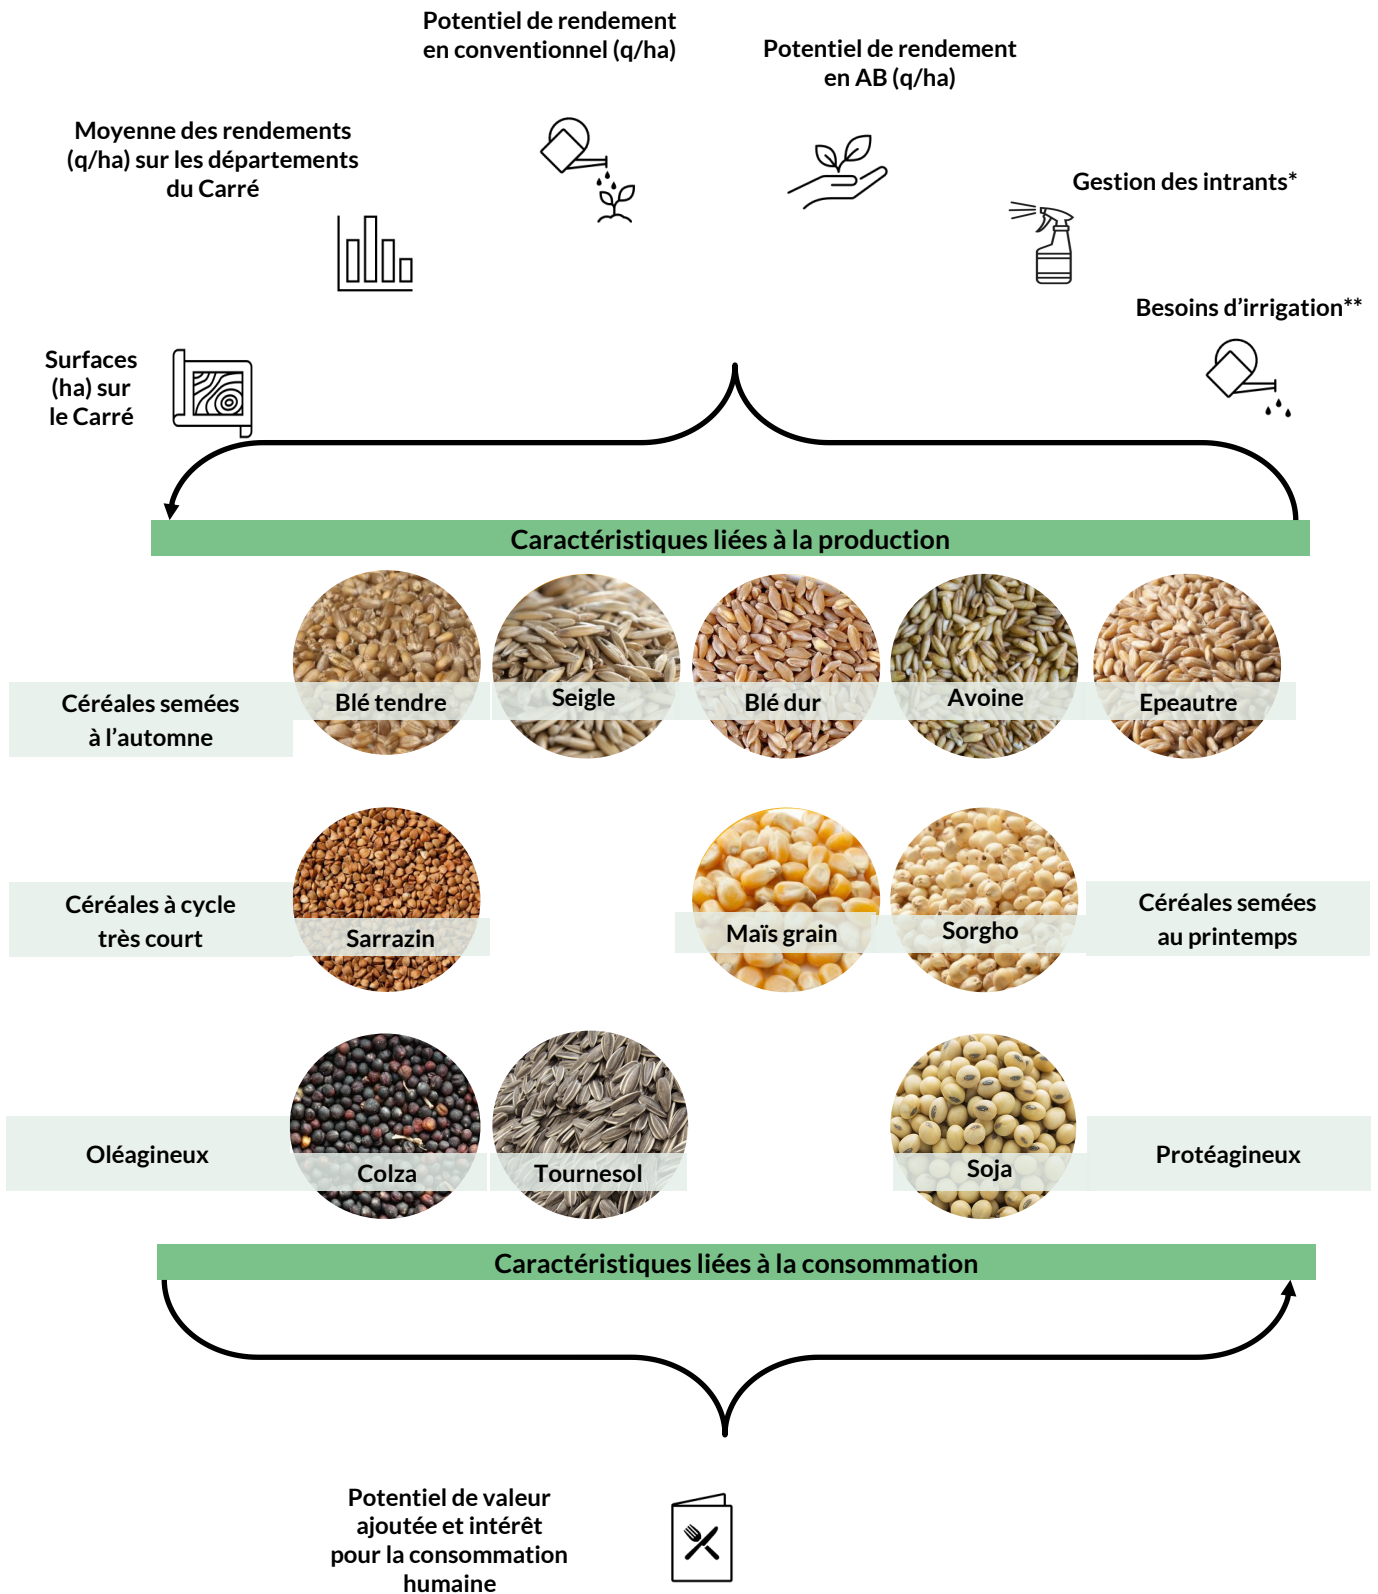 Potentiel de rendement
en conventionnel (q/ha)
Potentiel de rendement
en AB (q/ha)
Moyenne des rendements
(q/ha) sur les départements
du Carré
Gestion des intrants*
Besoins d'irrigation**
Surfaces
(ha) sur
le Carré
Caractéristiques liées à la production
Céréales semées
à l'automne
Blé tendre
Seigle
Blé dur
Avoine
Epeautre
Céréales à cycle
très court
Sarrazin
Maïs grain
Sorgho
Céréales semées
au printemps
Oléagineux
Colza
Tournesol
Soja
Protéagineux
Caractéristiques liées à la consommation
Potentiel de valeur
ajoutée et intérêt
pour la consommation
humaine